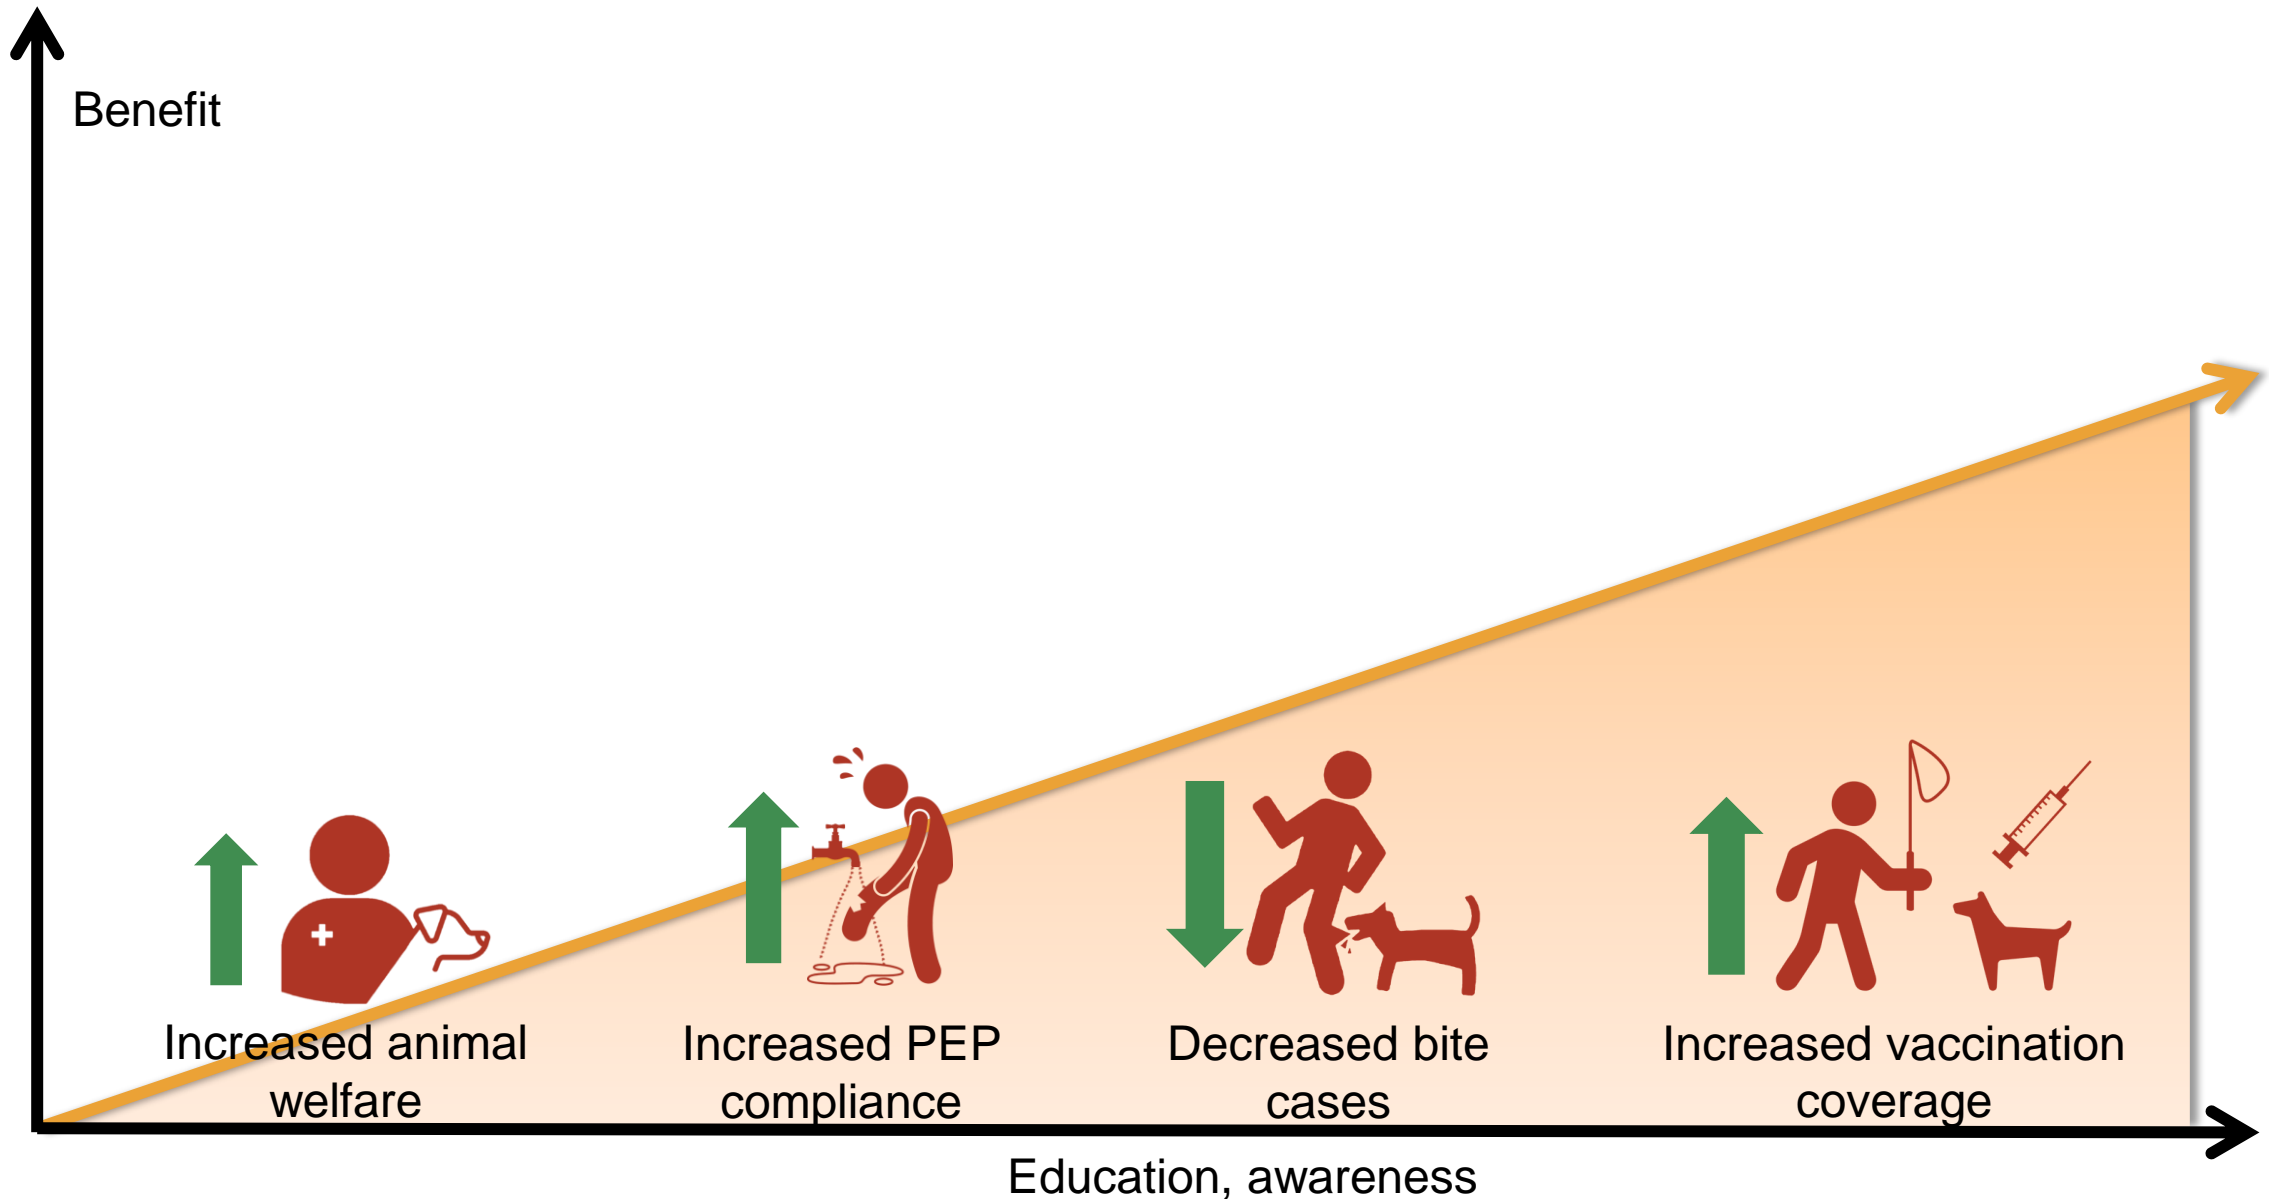 Benefit
Increased animal
welfare
Increased PEP
compliance
Decreased bite
cases
Increased vaccination
coverage
Education, awareness